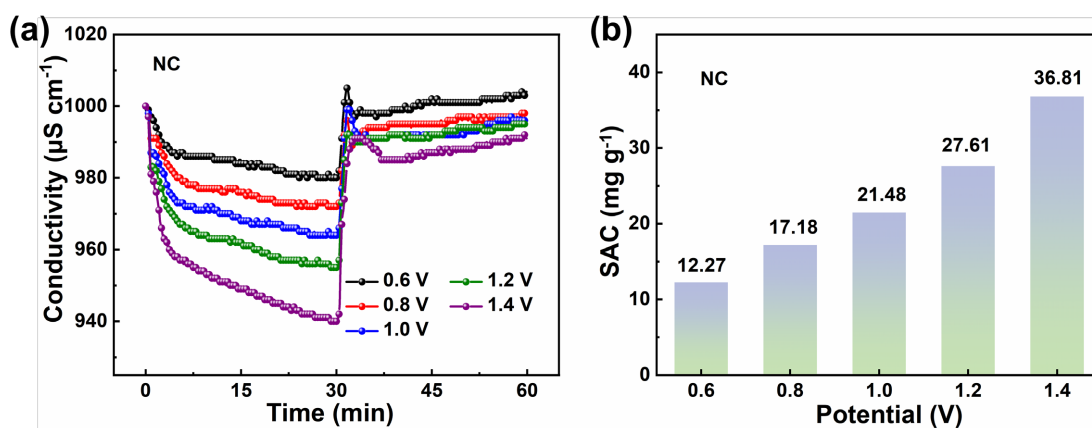 (a)
NC
Conductivity (µS cm⁻¹)
1020
1000
980
960
940
0.6 V
0.8 V
1.0 V
1.2 V
1.4 V
0 15 30 45 60
Time (min)
(b)
NC
SAC (mg g⁻¹)
40
30
20
10
0
12.27
17.18
21.48
27.61
36.81
0.6 0.8 1.0 1.2 1.4
Potential (V)